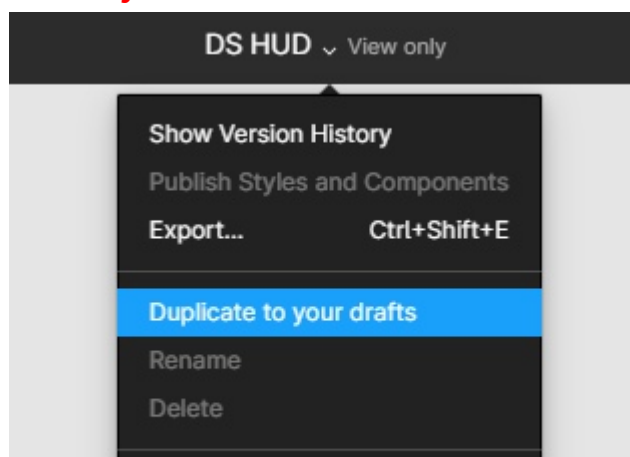 DS HUD View only
Show Version History
Publish Styles and Components
Export... Ctrl+Shift+E
Duplicate to your drafts
Rename
Delete